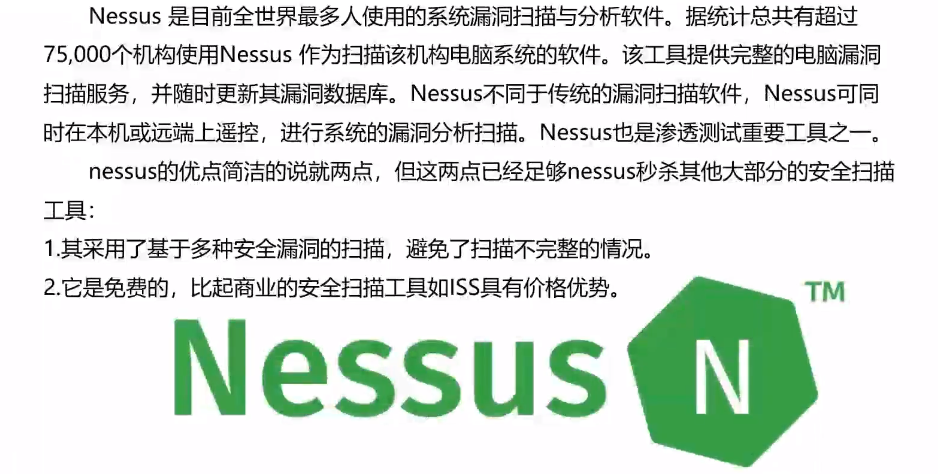 Nessus 是目前全世界最多人使用的系统漏洞扫描与分析软件。据统计总共有超过
75,000个机构使用Nessus 作为扫描该机构电脑系统的软件。该工具提供完整的电脑漏洞
扫描服务，并随时更新其漏洞数据库。Nessus不同于传统的漏洞扫描软件，Nessus可同
时在本机或远端上遥控，进行系统的漏洞分析扫描。Nessus也是渗透测试重要工具之一。
nessus的优点简洁的说就两点，但这两点已经足够nessus秒杀其他大部分的安全扫描
工具：
1.其采用了基于多种安全漏洞的扫描，避免了扫描不完整的情况。
2.它是免费的，比起商业的安全扫描工具如ISS具有价格优势。
Nessus N TM